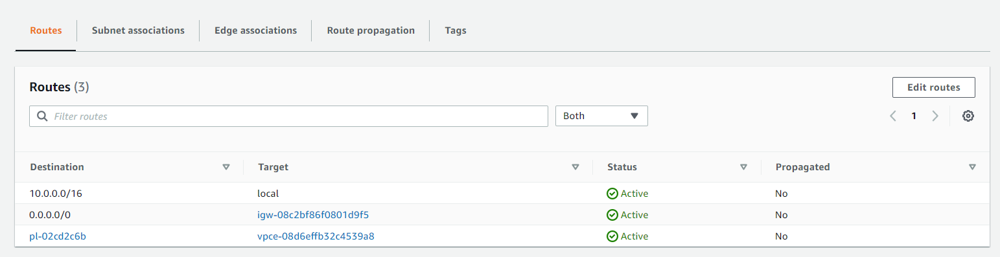 Routes Subnet associations Edge associations Route propagation Tags
Routes (3) Edit routes
Filter routes Both 1
Destination Target Status Propagated
10.0.0.0/16 local Active No
0.0.0.0/0 igw-08c2bf86f0801d9f5 Active No
pl-02cd2c6b vpce-08d6effb32c4539a8 Active No